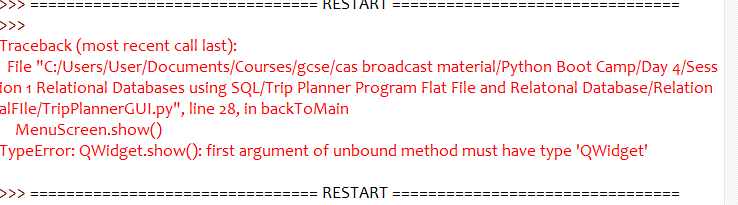 >>> ================================ RESTART ================================
>>>
Traceback (most recent call last):
  File "C:/Users/User/Documents/Courses/gcse/cas broadcast material/Python Boot Camp/Day 4/Sess
ion 1 Relational Databases using SQL/Trip Planner Program Flat File and Relatonal Database/Relation
alFIle/TripPlannerGUI.py", line 28, in backToMain
    MenuScreen.show()
TypeError: QWidget.show(): first argument of unbound method must have type 'QWidget'
>>> ================================ RESTART ================================